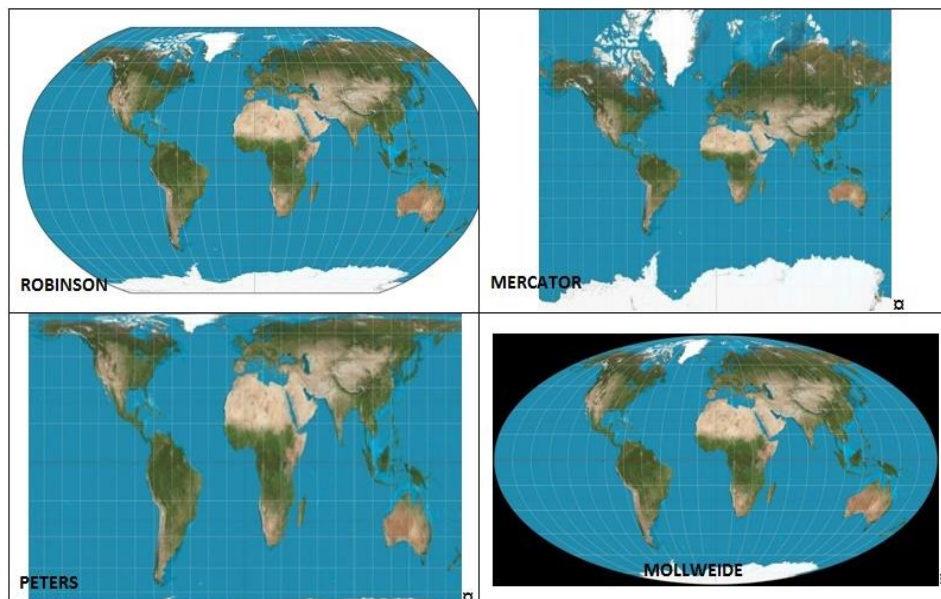 ROBINSON
MERCATOR
¤
PETERS
¤
MOLLWEIDE
¤